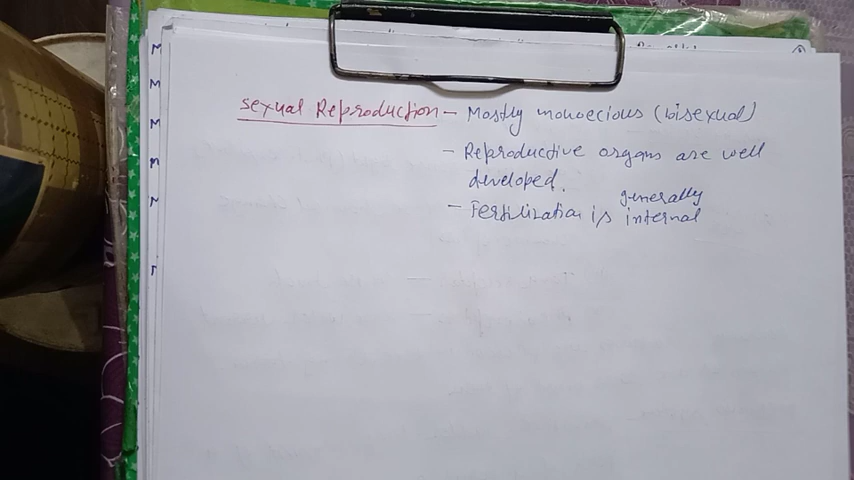 Sexual Reproduction - Mostly monoecious (bisexual)
- Reproductive organs are well
developed.
generally
- Fertilization is internal